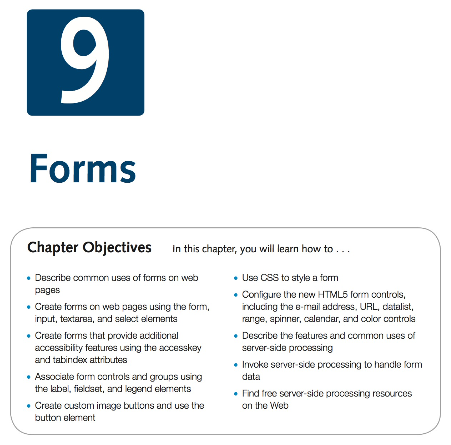 9
Forms
Chapter Objectives In this chapter, you will learn how to . . .
• Describe common uses of forms on web
pages
• Create forms on web pages using the form,
input, textarea, and select elements
• Create forms that provide additional
accessibility features using the accesskey
and tabindex attributes
• Associate form controls and groups using
the label, fieldset, and legend elements
• Create custom image buttons and use the
button element
• Use CSS to style a form
• Configure the new HTML5 form controls,
including the e-mail address, URL, datalist,
range, spinner, calendar, and color controls
• Describe the features and common uses of
server-side processing
• Invoke server-side processing to handle form
data
• Find free server-side processing resources
on the Web